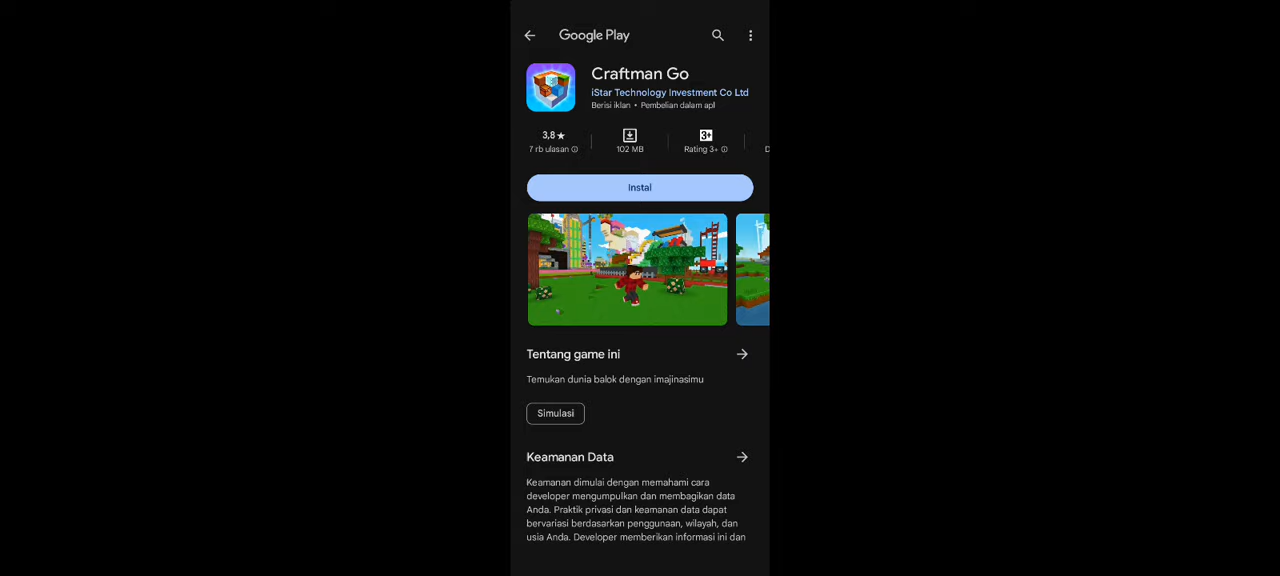 Google Play
Craftman Go
iStar Technology Investment Co Ltd
Berisi iklan • Pembelian dalam apl
3,8★
7 rb ulasan
102 MB
3+
Rating 3+
D
Instal
Tentang game ini
Temukan dunia balok dengan imajinasimu
Simulasi
Keamanan Data
Keamanan dimulai dengan memahami cara
developer mengumpulkan dan membagikan data
Anda. Praktik privasi dan keamanan data dapat
bervariasi berdasarkan penggunaan, wilayah, dan
usia Anda. Developer memberikan informasi ini dan